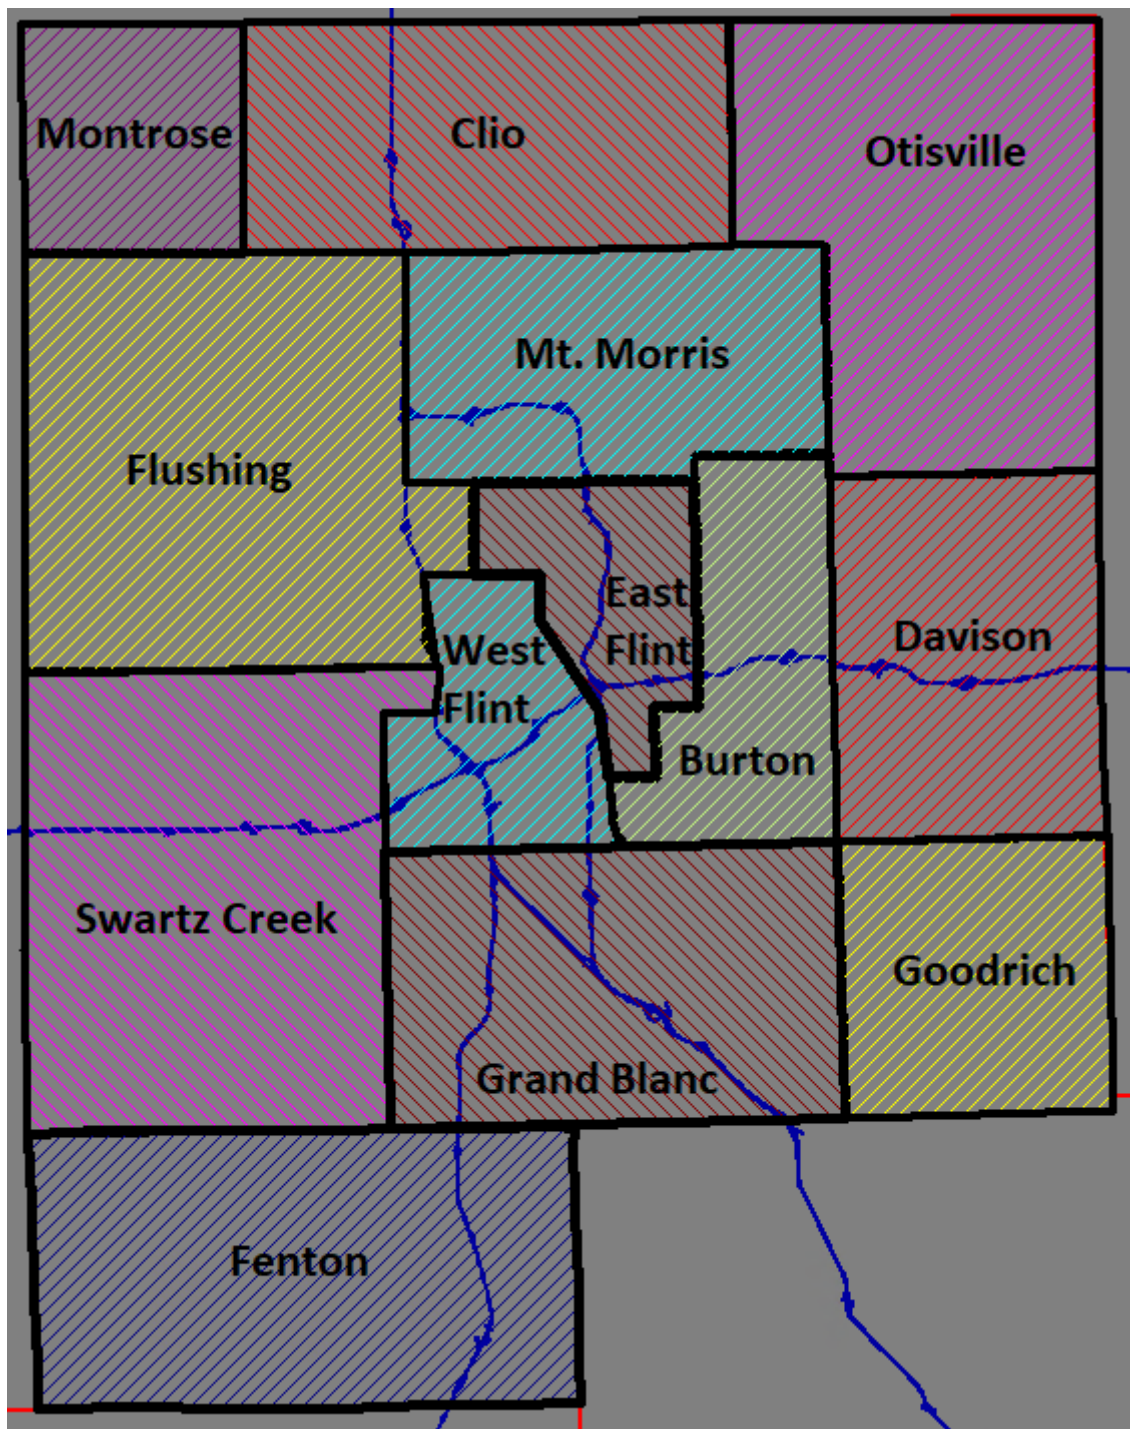 Montrose
Clio
Otisville
Mt. Morris
Flushing
East
Flint
West
Flint
Davison
Burton
Swartz Creek
Goodrich
Grand Blanc
Fenton